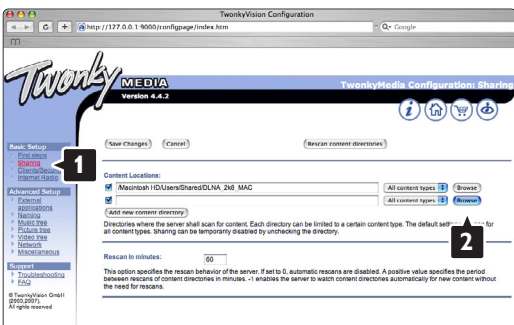 TwonkyVision Configuration
http://127.0.0.1:9000/configpage/index.htm
Google
Twonky
MEDIA
Version 4.4.2
TwonkyMedia Configuration: Sharing
Save Changes
Cancel
Rescan content directories
Basic Setup
First steps
Sharing
Clients/Security
Internet Radio
1
Advanced Setup
External applications
Naming
Music tree
Picture tree
Video tree
Network
Miscellaneous
Support
Troubleshooting
FAQ
© TwonkyVision GmbH
(2003,2007).
All rights reserved
Content Locations:
/Macintosh HD/Users/Shared/DLNA_2k8_MAC
All content types
Browse
All content types
Browse
2
Add new content directory
Directories where the server shall scan for content. Each directory can be limited to a certain content type. The default for
all content types. Sharing can be temporarily disabled by unchecking the directory.
Rescan in minutes:
60
This option specifies the rescan behavior of the server. If set to 0, automatic rescans are disabled. A positive value specifies the period
between rescans of content directories in minutes. -1 enables the server to watch content directories automatically for new content without
the need for rescans.